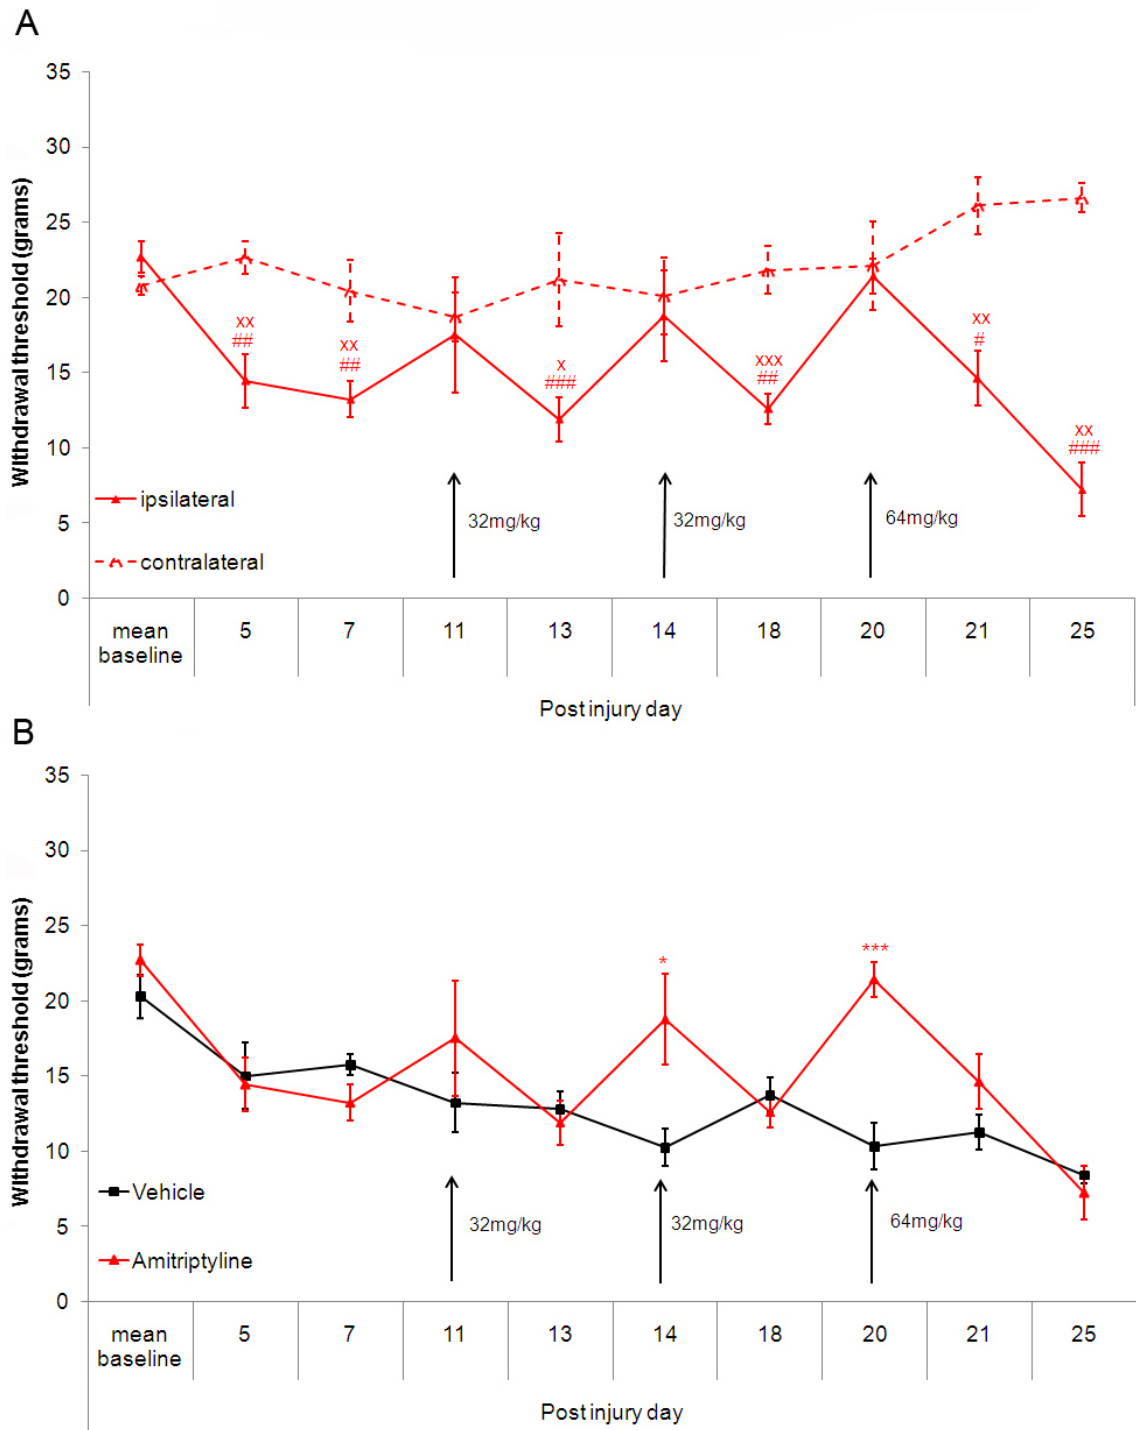 A
Withdrawal threshold (grams)
35
30
25
20
15
10
5
0
xx
##
xx
##
x
###
xxx
##
xx
#
xx
###
ipsilateral
contralateral
32mg/kg
32mg/kg
64mg/kg
mean baseline 5 7 11 13 14 18 20 21 25
Post injury day
B
Withdrawal threshold (grams)
35
30
25
20
15
10
5
0
*
***
Vehicle
Amitriptyline
32mg/kg
32mg/kg
64mg/kg
mean baseline 5 7 11 13 14 18 20 21 25
Post injury day